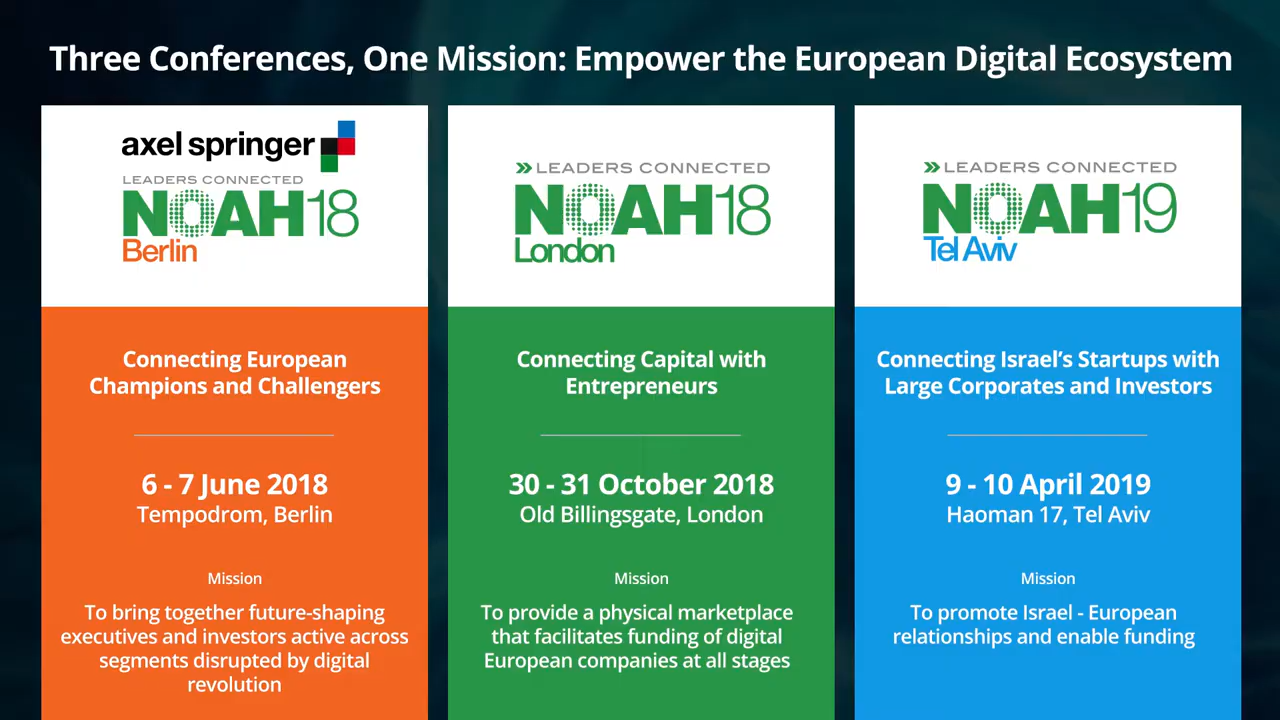 Three Conferences, One Mission: Empower the European Digital Ecosystem
axel springer
LEADERS CONNECTED
NOAH18
Berlin
Connecting European
Champions and Challengers
6 - 7 June 2018
Tempodrom, Berlin
Mission
To bring together future-shaping
executives and investors active across
segments disrupted by digital
revolution
LEADERS CONNECTED
NOAH18
London
Connecting Capital with
Entrepreneurs
30 - 31 October 2018
Old Billingsgate, London
Mission
To provide a physical marketplace
that facilitates funding of digital
European companies at all stages
LEADERS CONNECTED
NOAH19
Tel Aviv
Connecting Israel's Startups with
Large Corporates and Investors
9 - 10 April 2019
Haoman 17, Tel Aviv
Mission
To promote Israel - European
relationships and enable funding